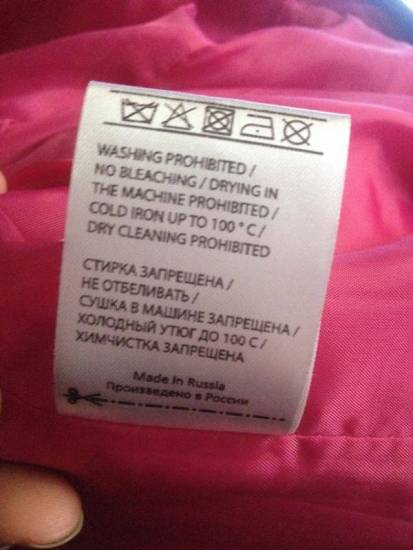 WASHING PROHIBITED /
NO BLEACHING / DRYING IN
THE MACHINE PROHIBITED /
COLD IRON UP TO 100 °C /
DRY CLEANING PROHIBITED
СТИРКА ЗАПРЕЩЕНА /
НЕ ОТБЕЛИВАТЬ /
СУШКА В МАШИНЕ ЗАПРЕЩЕНА /
ХОЛОДНЫЙ УТЮГ ДО 100 С /
ХИМЧИСТКА ЗАПРЕЩЕНА
Made In Russia
Произведено в России